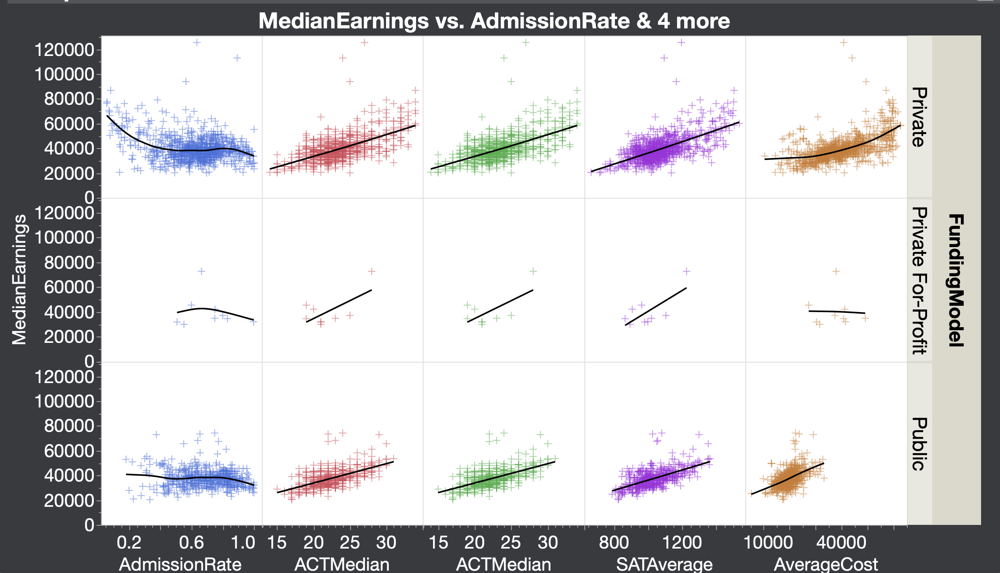 MedianEarnings vs. AdmissionRate & 4 more
120000
100000
80000
60000
40000
20000
0
120000
100000
80000
60000
40000
20000
0
120000
100000
80000
60000
40000
20000
0
MedianEarnings
Private
Private For-Profit
Public
FundingModel
0.2 0.6 1.0 15 20 25 30 15 20 25 30 800 1200 10000 40000
AdmissionRate ACTMedian ACTMedian SATAverage AverageCost